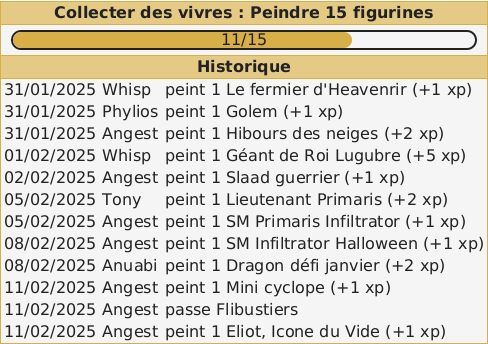 Collecter des vivres : Peindre 15 figurines
11/15
Historique
31/01/2025 Whisp peint 1 Le fermier d'Heavenrir (+1 xp)
31/01/2025 Phylios peint 1 Golem (+1 xp)
31/01/2025 Angest peint 1 Hibours des neiges (+2 xp)
01/02/2025 Whisp peint 1 Géant de Roi Lugubre (+5 xp)
02/02/2025 Angest peint 1 Slaad guerrier (+1 xp)
05/02/2025 Tony peint 1 Lieutenant Primaris (+2 xp)
05/02/2025 Angest peint 1 SM Primaris Infiltrator (+1 xp)
08/02/2025 Angest peint 1 SM Infiltrator Halloween (+1 xp)
08/02/2025 Anuabi peint 1 Dragon défi janvier (+2 xp)
11/02/2025 Angest peint 1 Mini cyclope (+1 xp)
11/02/2025 Angest passe Flibustiers
11/02/2025 Angest peint 1 Eliot, Icone du Vide (+1 xp)